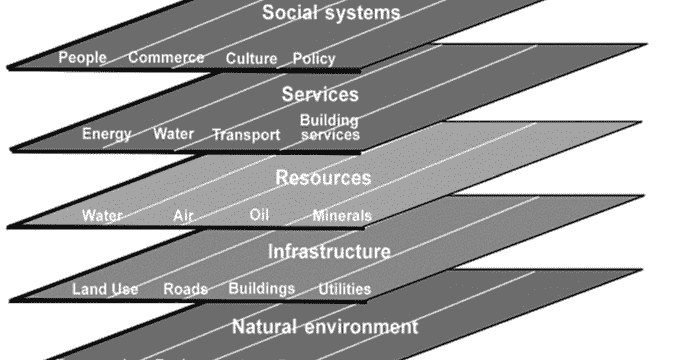 Social systems
People Commerce Culture Policy
Services
Energy Water Transport Building services
Resources
Water Air Oil Minerals
Infrastructure
Land Use Roads Buildings Utilities
Natural environment